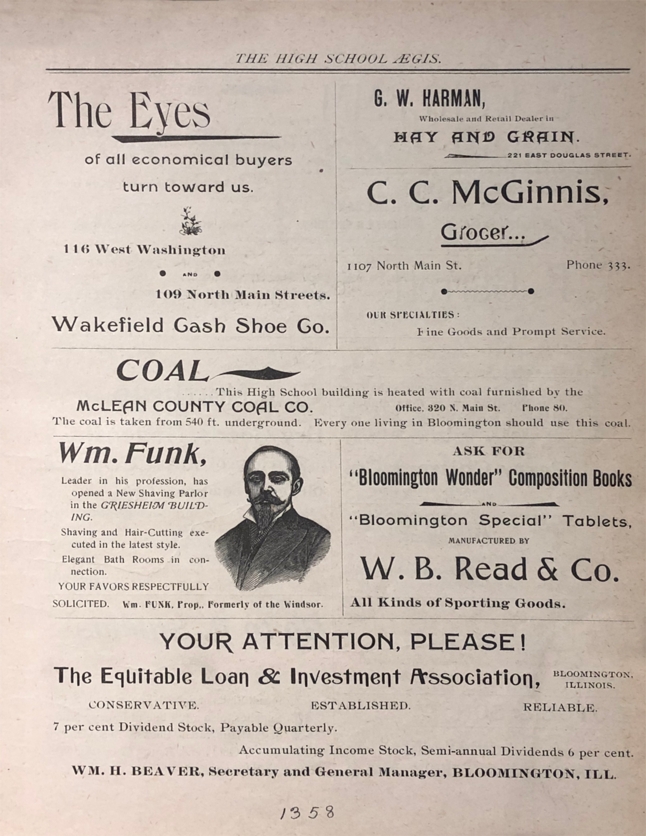 THE HIGH SCHOOL ÆGIS.
The Eyes
of all economical buyers
turn toward us.
116 West Washington
AND
109 North Main Streets.
Wakefield Cash Shoe Co.
G. W. HARMAN,
Wholesale and Retail Dealer in
HAY AND GRAIN.
221 EAST DOUGLAS STREET.
C. C. McGinnis,
Grocer...
1107 North Main St. Phone 333.
OUR SPECIALTIES:
Fine Goods and Prompt Service.
COAL
......This High School building is heated with coal furnished by the
McLEAN COUNTY COAL CO. Office, 320 N. Main St. Phone 80.
The coal is taken from 540 ft. underground. Every one living in Bloomington should use this coal.
Wm. Funk,
Leader in his profession, has
opened a New Shaving Parlor
in the GRIESHEIM BUILD-
ING.
Shaving and Hair-Cutting exe-
cuted in the latest style.
Elegant Bath Rooms in con-
nection.
YOUR FAVORS RESPECTFULLY
SOLICITED. Wm. FUNK, Prop., Formerly of the Windsor.
ASK FOR
"Bloomington Wonder" Composition Books
AND
"Bloomington Special" Tablets,
MANUFACTURED BY
W. B. Read & Co.
All Kinds of Sporting Goods.
YOUR ATTENTION, PLEASE!
The Equitable Loan & Investment Association, BLOOMINGTON, ILLINOIS.
CONSERVATIVE. ESTABLISHED. RELIABLE.
7 per cent Dividend Stock, Payable Quarterly.
Accumulating Income Stock, Semi-annual Dividends 6 per cent.
WM. H. BEAVER, Secretary and General Manager, BLOOMINGTON, ILL.
1358